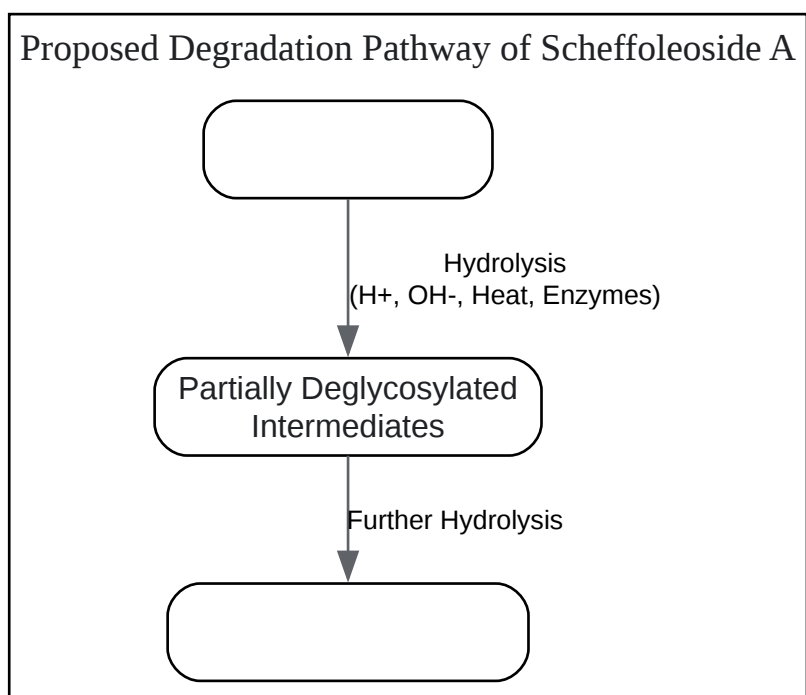 Proposed Degradation Pathway of Scheffoleoside A
Hydrolysis
(H+, OH-, Heat, Enzymes)
Partially Deglycosylated
Intermediates
Further Hydrolysis